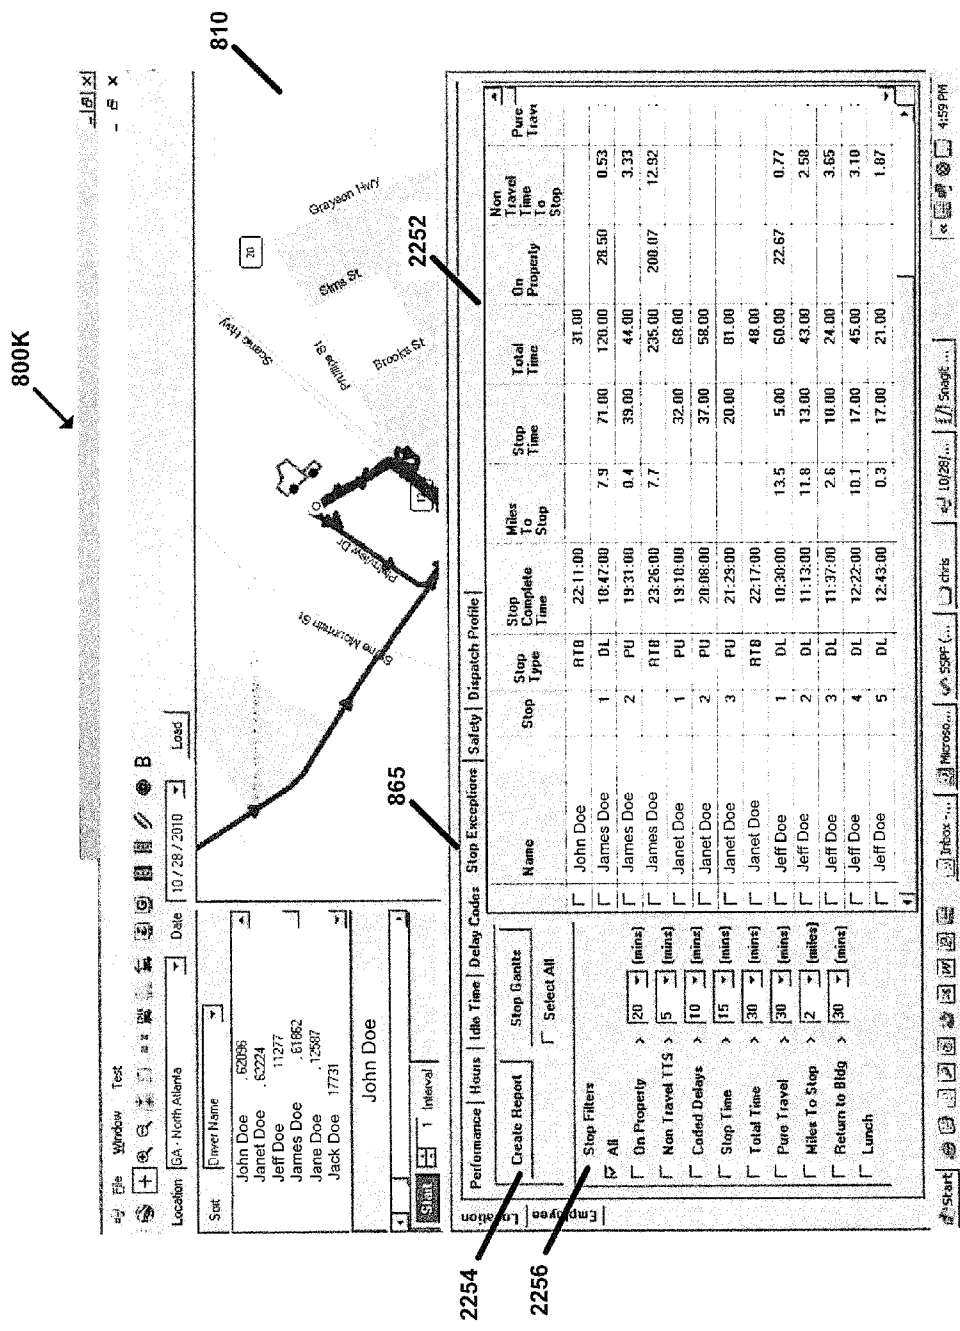 800K
File Window Test
B
Location GA - North Atlanta Date 10 / 28 / 2010 Load
Sort Driver Name
John Doe .62096
Janet Doe .62224
Jeff Doe 11277
James Doe .61862
Jane Doe .12587
Jack Doe 17731
John Doe
Start 1 Interval
810
20
Grayson Hwy
Scenic Hwy
Sims St
Phillips St
Brooks St
Plainview Dr
Stone Mountain St
865
2252
Location
Employee
Performance Hours Idle Time Delay Codes Stop Exceptions Safety Dispatch Profile
Create Report Stop Gantts
Select All
2254
2256
Stop Filters
All
On Property > 20 (mins)
Non Travel TTS > 5 (mins)
Coded Delays > 10 (mins)
Stop Time > 15 (mins)
Total Time > 30 (mins)
Pure Travel > 30 (mins)
Miles To Stop > 2 (miles)
Return to Bldg > 30 (mins)
Lunch
Name Stop Stop Type Stop Complete Time Miles To Stop Stop Time Total Time On Property Non Travel Time To Stop Pure
John Doe RTB 22:11:00 31.00
James Doe 1 DL 18:47:00 7.9 71.00 120.00 28.50 0.53
James Doe 2 PU 19:31:00 0.4 39.00 44.00 3.33
James Doe RTB 23:26:00 7.7 235.00 200.07 12.92
Janet Doe 1 PU 19:10:00 32.00 68.00
Janet Doe 2 PU 20:08:00 37.00 58.00
Janet Doe 3 PU 21:29:00 20.00 81.00
Janet Doe RTB 22:17:00 48.00
Jeff Doe 1 DL 10:30:00 13.5 5.00 60.00 22.67 0.77
Jeff Doe 2 DL 11:13:00 11.8 13.00 43.00 2.58
Jeff Doe 3 DL 11:37:00 2.6 10.00 24.00 3.65
Jeff Doe 4 DL 12:22:00 10.1 17.00 45.00 3.10
Jeff Doe 5 DL 12:43:00 0.3 17.00 21.00 1.87
Start Inbox -... Microso... SSPF (... chris 10/28/... SnagIt ... « 4:59 PM